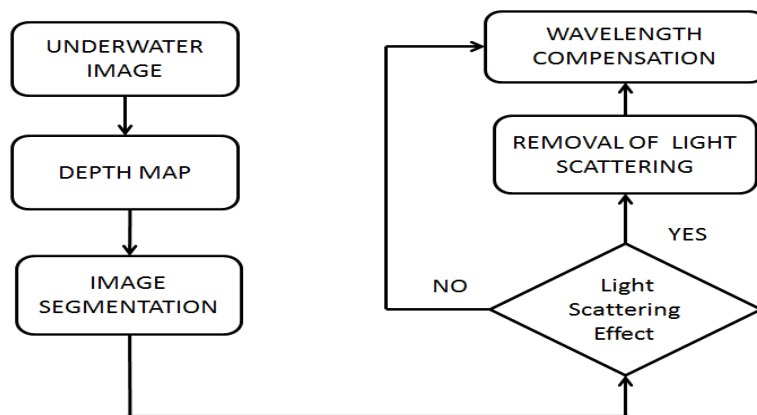 UNDERWATER
IMAGE
DEPTH MAP
IMAGE
SEGMENTATION
WAVELENGTH
COMPENSATION
REMOVAL OF LIGHT
SCATTERING
YES
NO
Light
Scattering
Effect